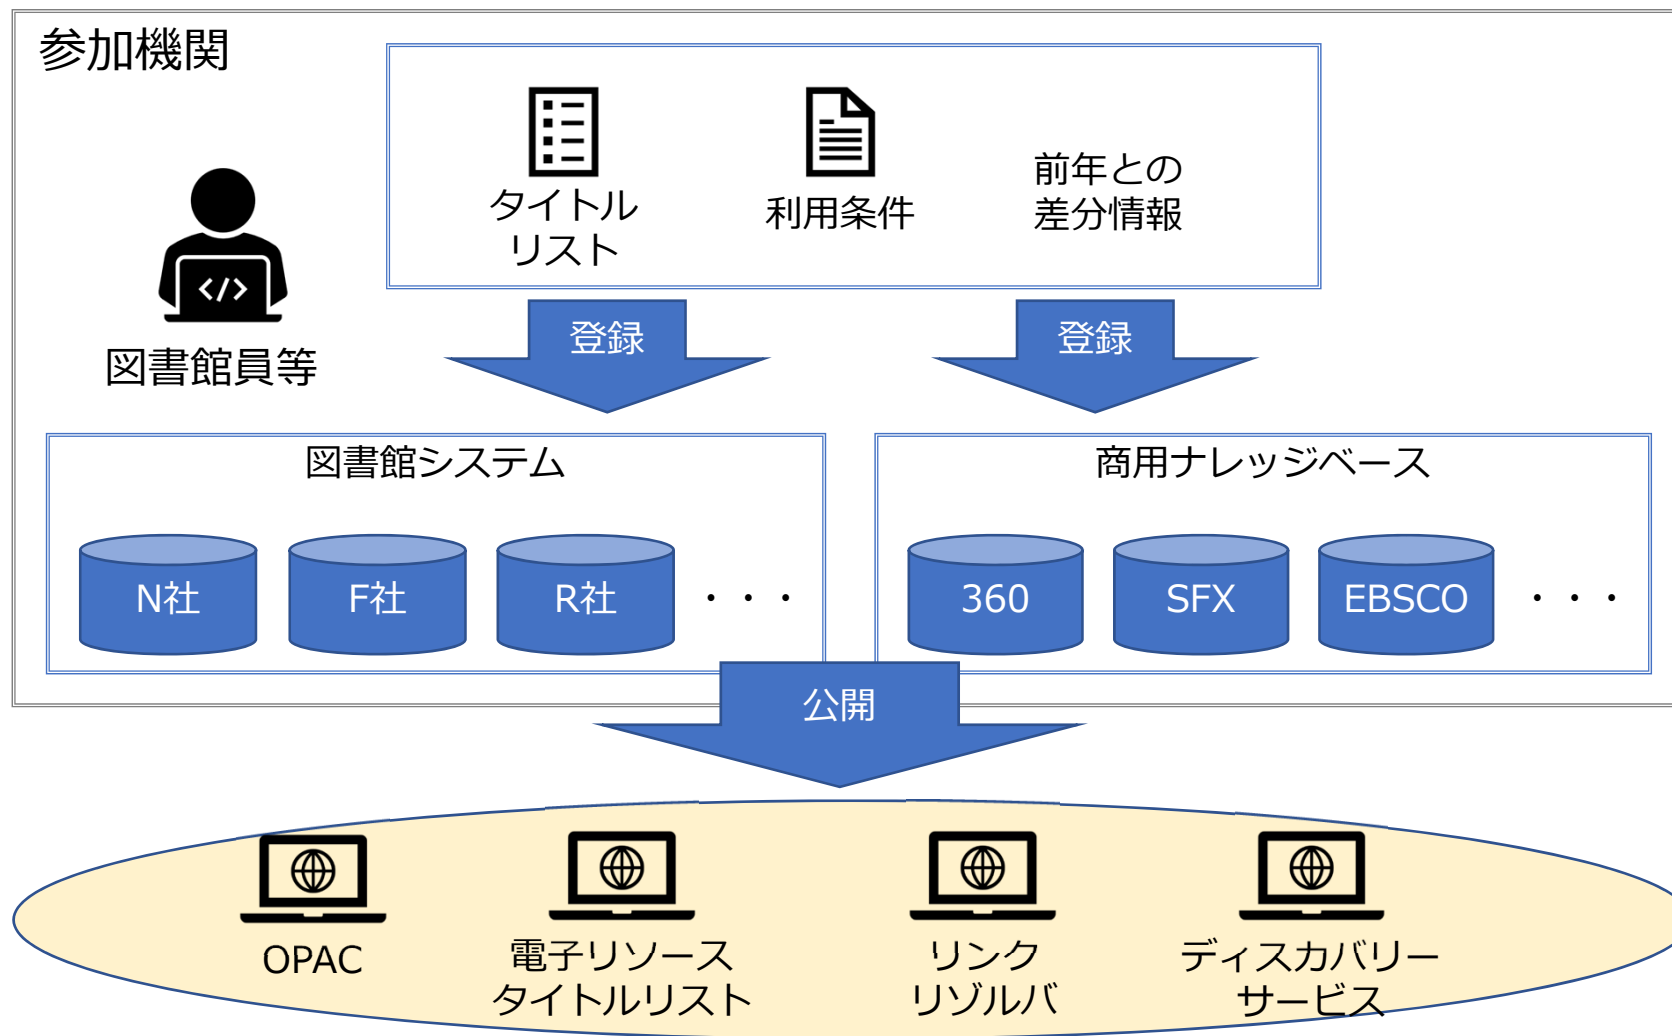 参加機関
タイトル
リスト
利用条件
前年との
差分情報
図書館員等
登録
登録
図書館システム
N社
F社
R社
・・・
商用ナレッジベース
360
SFX
EBSCO
・・・
公開
OPAC
電子リソース
タイトルリスト
リンク
リゾルバ
ディスカバリー
サービス